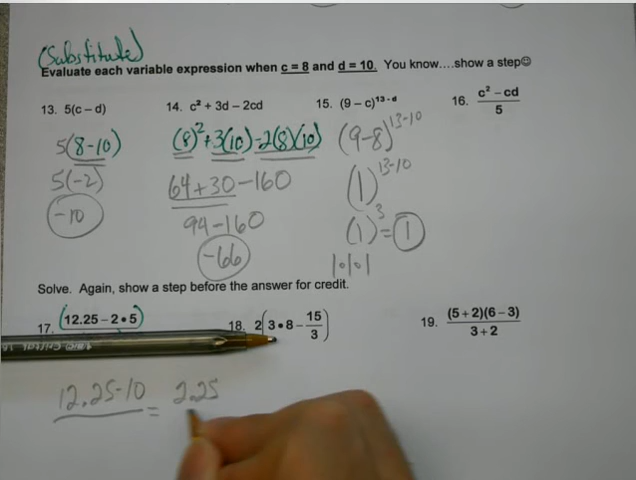 (Substitute)
Evaluate each variable expression when c = 8 and d = 10. You know....show a step☺
13. 5(c – d)
5(8-10)
5(-2)
-10
14. c² + 3d – 2cd
(8)²+3(10)-2(8)(10)
64+30-160
94-160
-66
15. (9 – c)¹³⁻ᵈ
(9-8)¹³⁻¹⁰
(1)¹³⁻¹⁰
(1)³=1
1•1•1
16. c² – cd
5
Solve. Again, show a step before the answer for credit.
17. (12.25 – 2 • 5)
12.25-10 = 2.25
18. 2(3 • 8 – 15/3)
19. (5 + 2)(6 – 3)
3 + 2